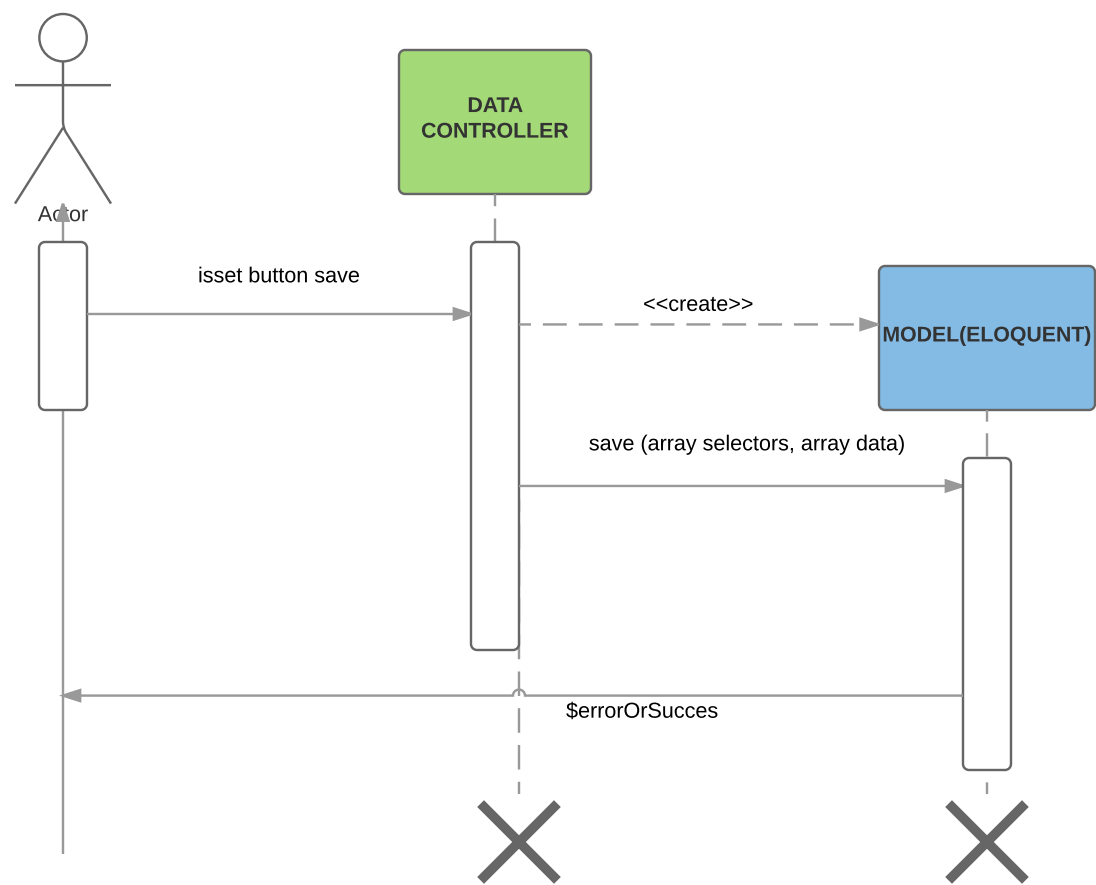 Actor
DATA
CONTROLLER
isset button save
<<create>>
MODEL(ELOQUENT)
save (array selectors, array data)
$errorOrSucces